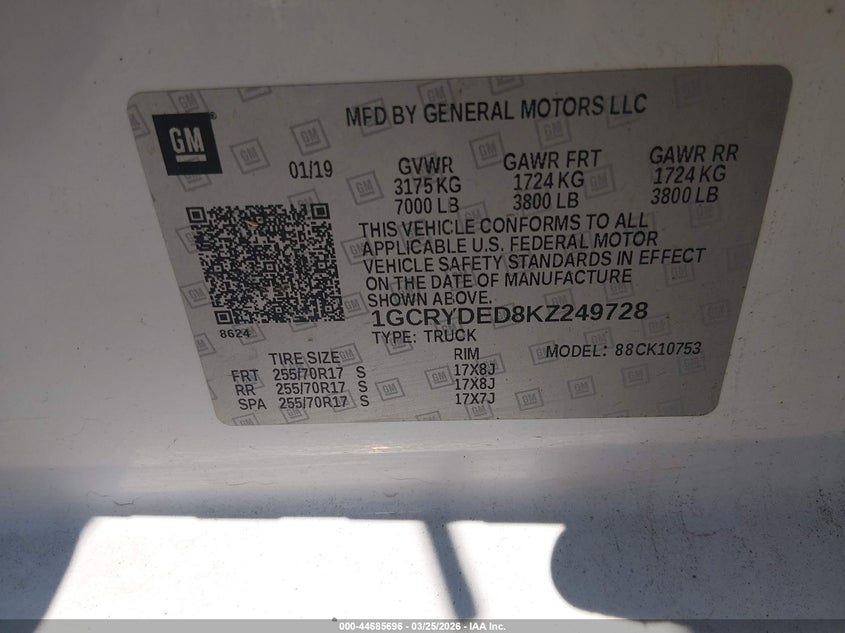 MFD BY GENERAL MOTORS LLC
GM
01/19
GVWR GAWR FRT GAWR RR
3175 KG 1724 KG 1724 KG
7000 LB 3800 LB 3800 LB
THIS VEHICLE CONFORMS TO ALL
APPLICABLE U.S. FEDERAL MOTOR
VEHICLE SAFETY STANDARDS IN EFFECT
ON THE DATE OF MANUFACTURE
SHOWN ABOVE.
1GCRYDED8KZ249728
8624
TYPE: TRUCK
MODEL: 88CK10753
TIRE SIZE RIM
FRT 255/70R17 S 17X8J
RR 255/70R17 S 17X8J
SPA 255/70R17 S 17X7J
000-44685696 - 03/25/2026 - IAA Inc.